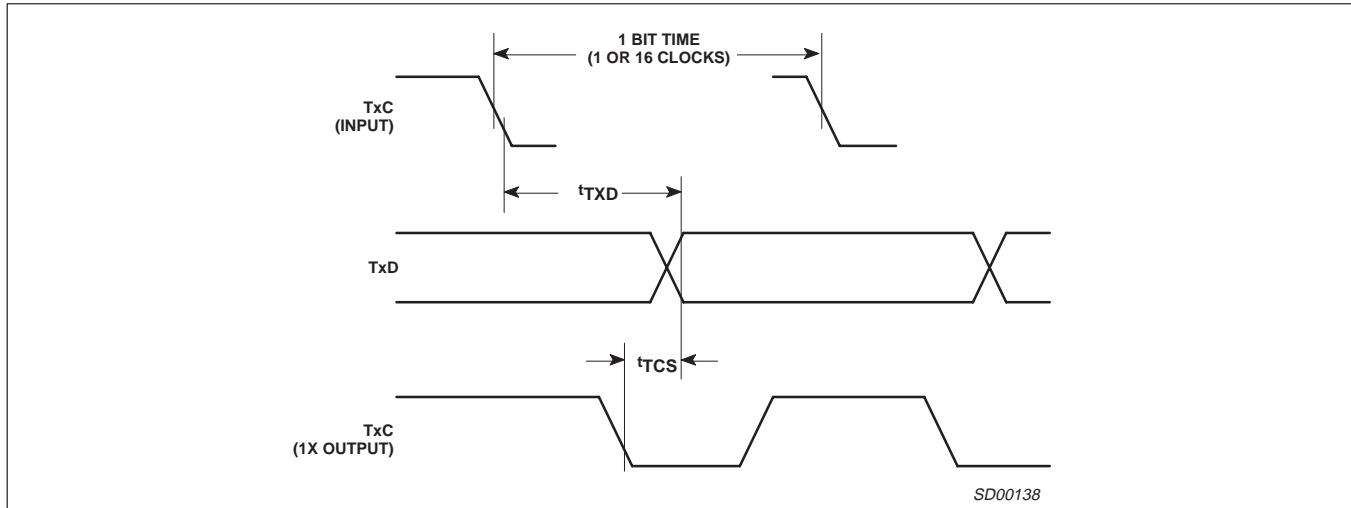 1 BIT TIME
(1 OR 16 CLOCKS)
TxC
(INPUT)
tTXD
TxD
tTCS
TxC
(1X OUTPUT)
SD00138